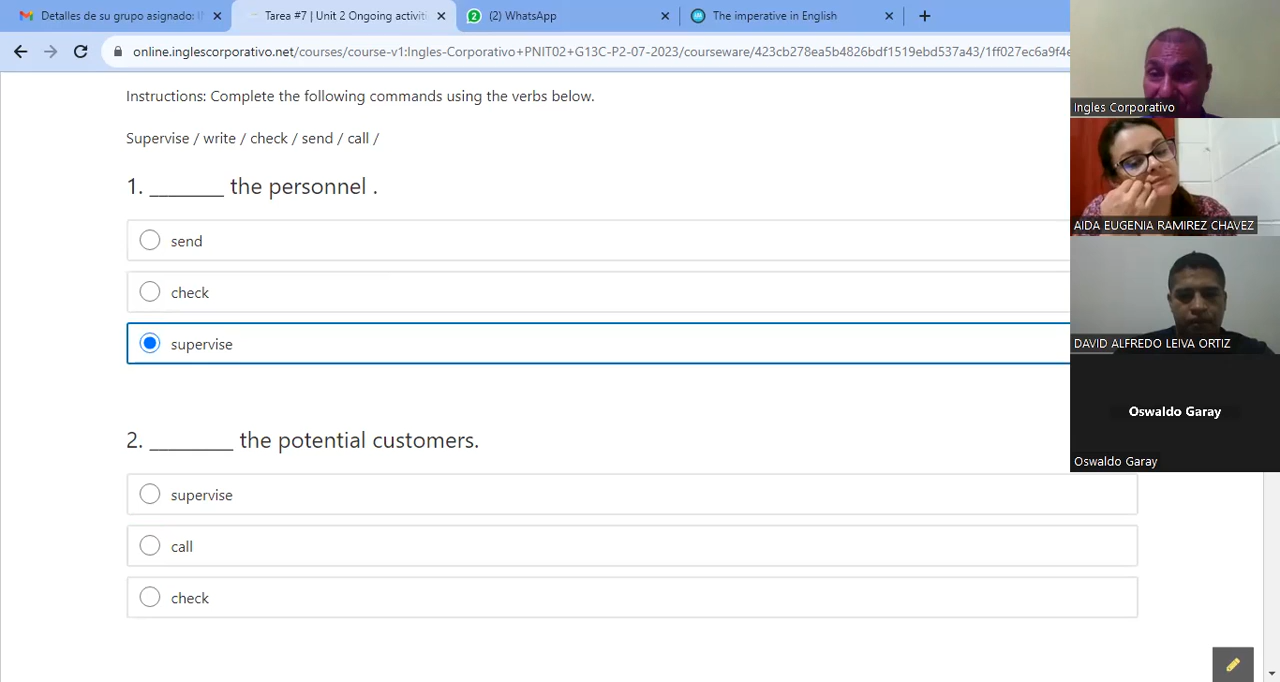 Detalles de su grupo asignado: I
Tarea #7 | Unit 2 Ongoing activi
(2) WhatsApp
The imperative in English
online.inglescorporativo.net/courses/course-v1:Ingles-Corporativo+PNIT02+G13C-P2-07-2023/courseware/423cb278ea5b4826bdf1519ebd537a43/1ff027ec6a9f4e
Instructions: Complete the following commands using the verbs below.
Supervise / write / check / send / call /
1. _______ the personnel .
send
check
supervise
2. ________ the potential customers.
supervise
call
check
Ingles Corporativo
AIDA EUGENIA RAMIREZ CHAVEZ
DAVID ALFREDO LEIVA ORTIZ
Oswaldo Garay
Oswaldo Garay